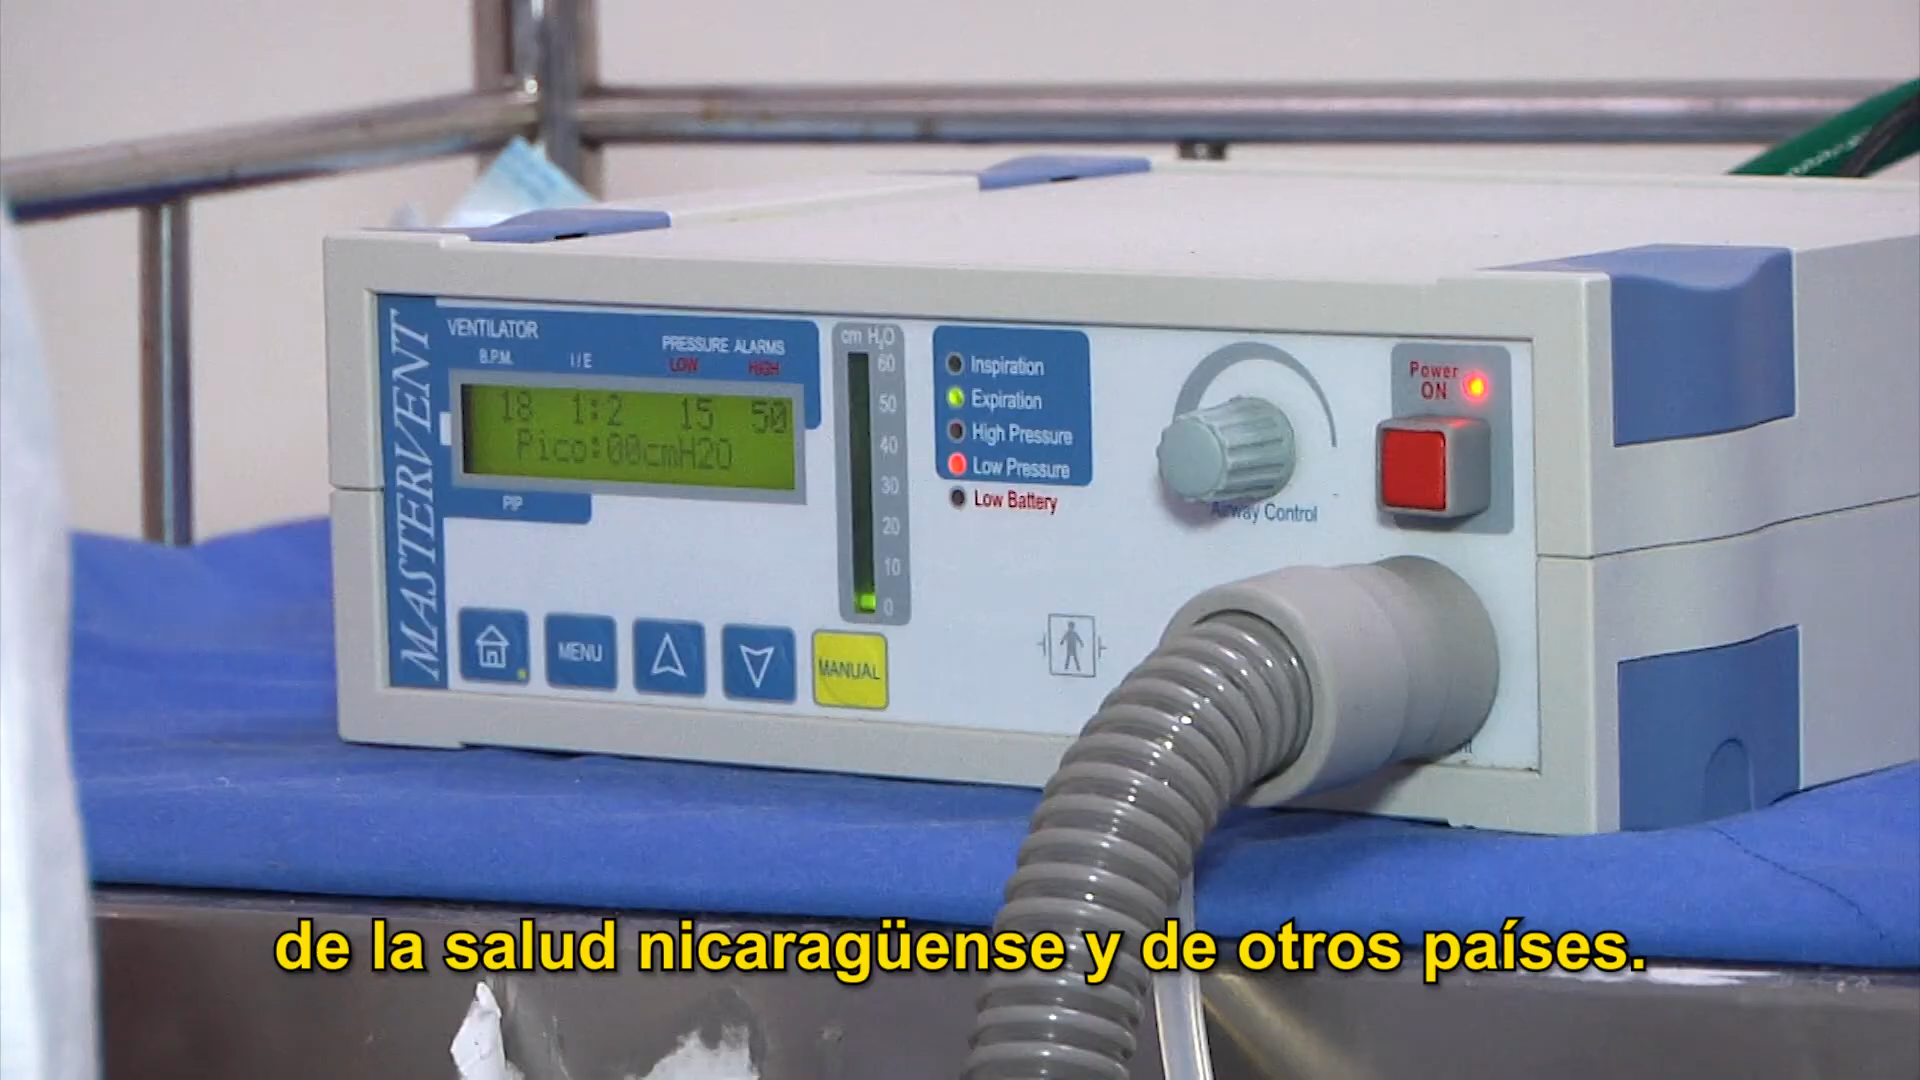 MASTERVENT
VENTILATOR
B.P.M. I/E PRESSURE ALARMS
LOW HIGH
18 1:2 15 50
Pico:00cmH2O
PIP
MENU
MANUAL
cm H2O
60
50
40
30
20
10
0
Inspiration
Expiration
High Pressure
Low Pressure
Low Battery
Airway Control
Power
ON
de la salud nicaragüense y de otros países.